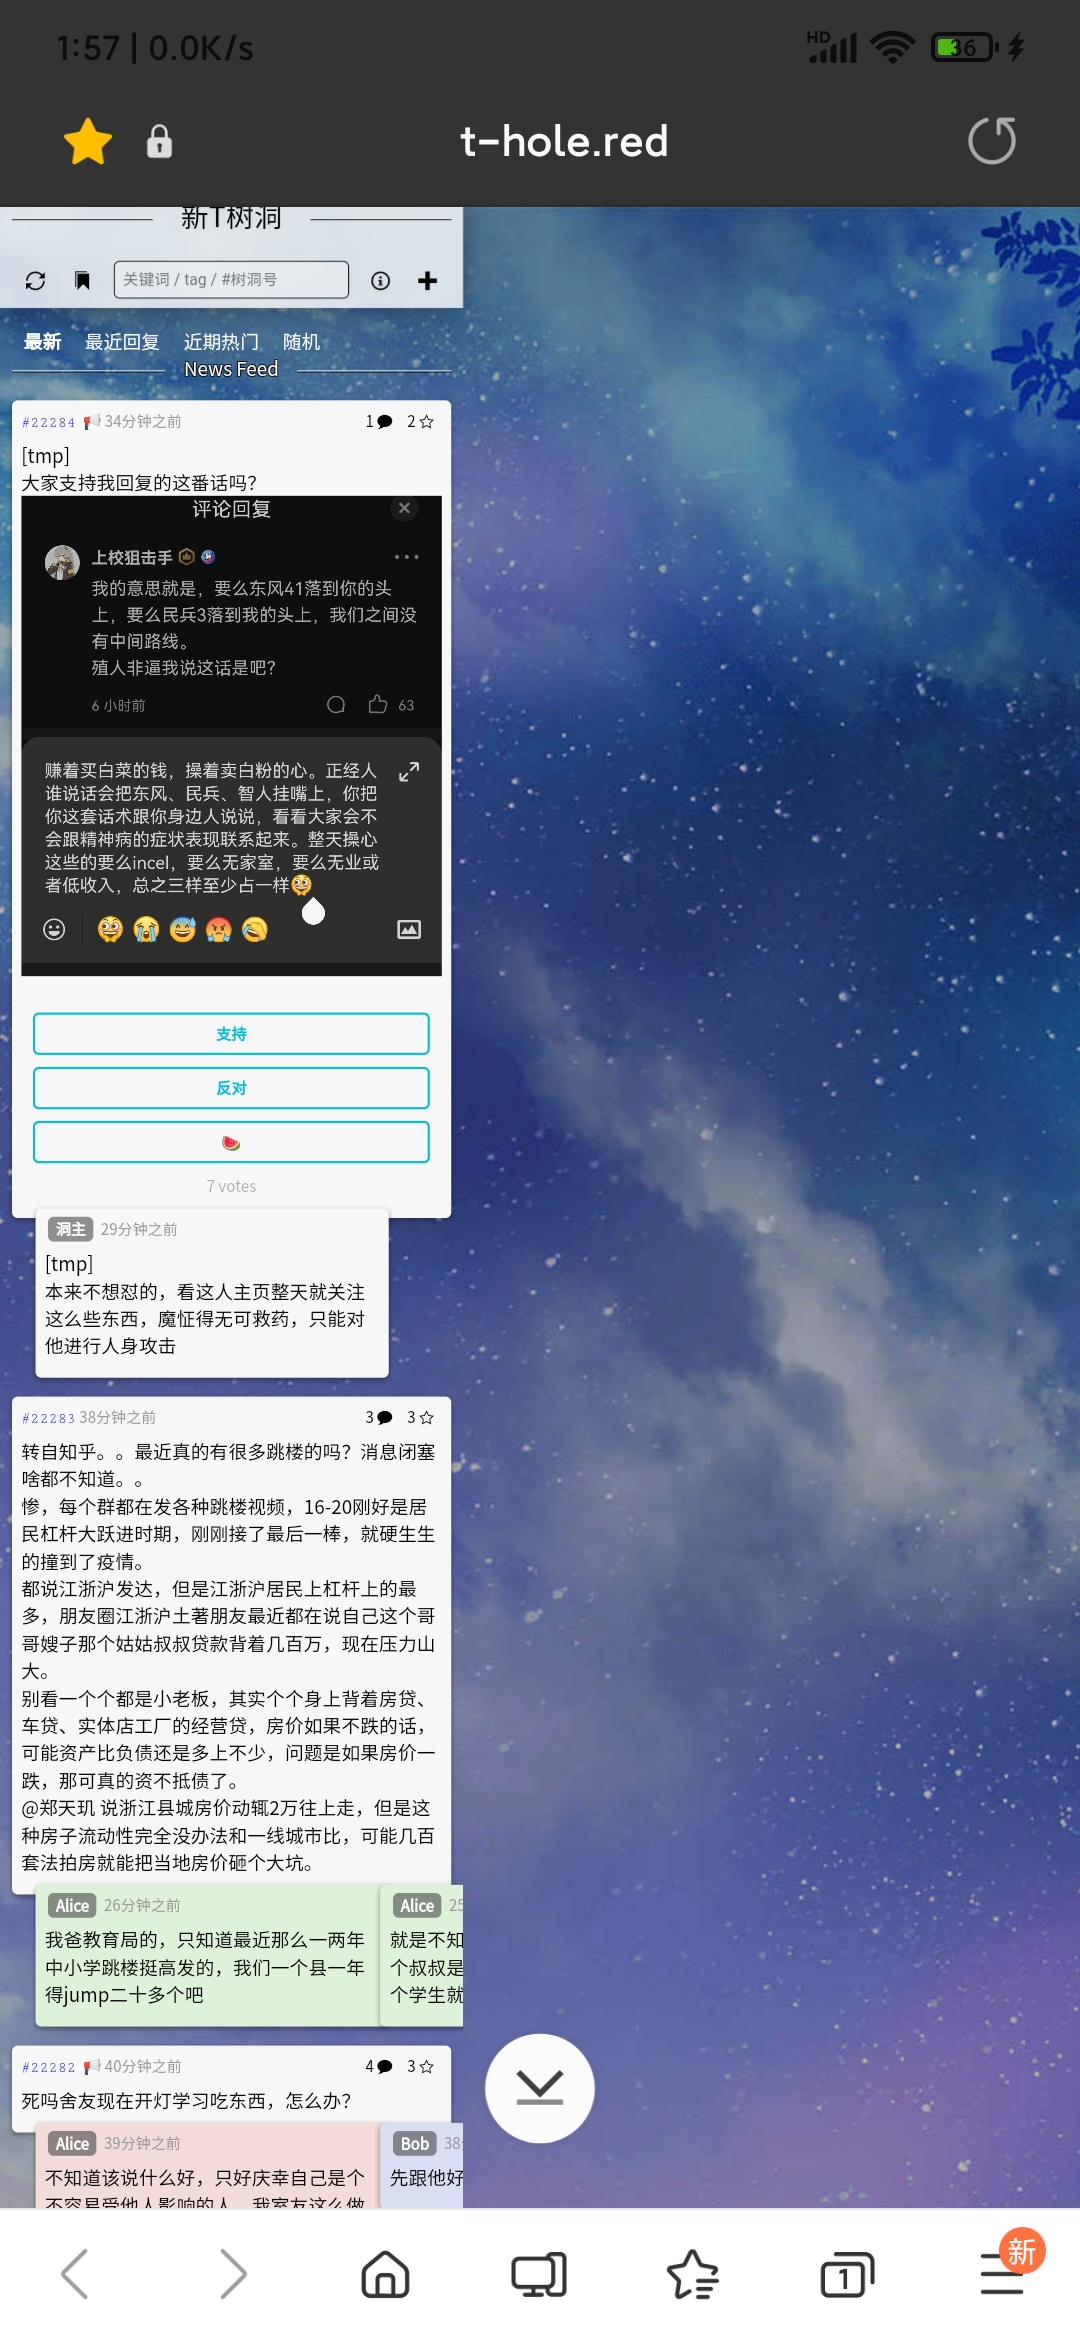 1:57 | 0.0K/s
HD
36
t-hole.red
新T树洞
关键词 / tag / #树洞号
最新 最近回复 近期热门 随机
News Feed
#22284 34分钟之前 1 2
[tmp]
大家支持我回复的这番话吗?
评论回复
上校狙击手
我的意思就是，要么东风41落到你的头
上，要么民兵3落到我的头上，我们之间没
有中间路线。
殖人非逼我说这话是吧?
6 小时前 63
赚着买白菜的钱，操着卖白粉的心。正经人
谁说话会把东风、民兵、智人挂嘴上，你把
你这套话术跟你身边人说说，看看大家会不
会跟精神病的症状表现联系起来。整天操心
这些的要么incel，要么无家室，要么无业或
者低收入，总之三样至少占一样
支持
反对
7 votes
洞主 29分钟之前
[tmp]
本来不想怼的，看这人主页整天就关注
这么些东西，魔怔得无可救药，只能对
他进行人身攻击
#22283 38分钟之前 3 3
转自知乎。。最近真的有很多跳楼的吗？消息闭塞
啥都不知道。。
惨，每个群都在发各种跳楼视频，16-20刚好是居
民杠杆大跃进时期，刚刚接了最后一棒，就硬生生
的撞到了疫情。
都说江浙沪发达，但是江浙沪居民上杠杆上的最
多，朋友圈江浙沪土著朋友最近都在说自己这个哥
哥嫂子那个姑姑叔叔贷款背着几百万，现在压力山
大。
别看一个个都是小老板，其实个个身上背着房贷、
车贷、实体店工厂的经营贷，房价如果不跌的话，
可能资产比负债还是多上不少，问题是如果房价一
跌，那可真的资不抵债了。
@郑天玑 说浙江县城房价动辄2万往上走，但是这
种房子流动性完全没办法和一线城市比，可能几百
套法拍房就能把当地房价砸个大坑。
Alice 26分钟之前
我爸教育局的，只知道最近那么一两年
中小学跳楼挺高发的，我们一个县一年
得jump二十多个吧
Alice 25
就是不知
个叔叔是
个学生就
#22282 40分钟之前 4 3
死吗舍友现在开灯学习吃东西，怎么办?
Alice 39分钟之前
不知道该说什么好，只好庆幸自己是个
不容易受他人影响的人，我室友这么做
Bob 38
先跟他好
1
新